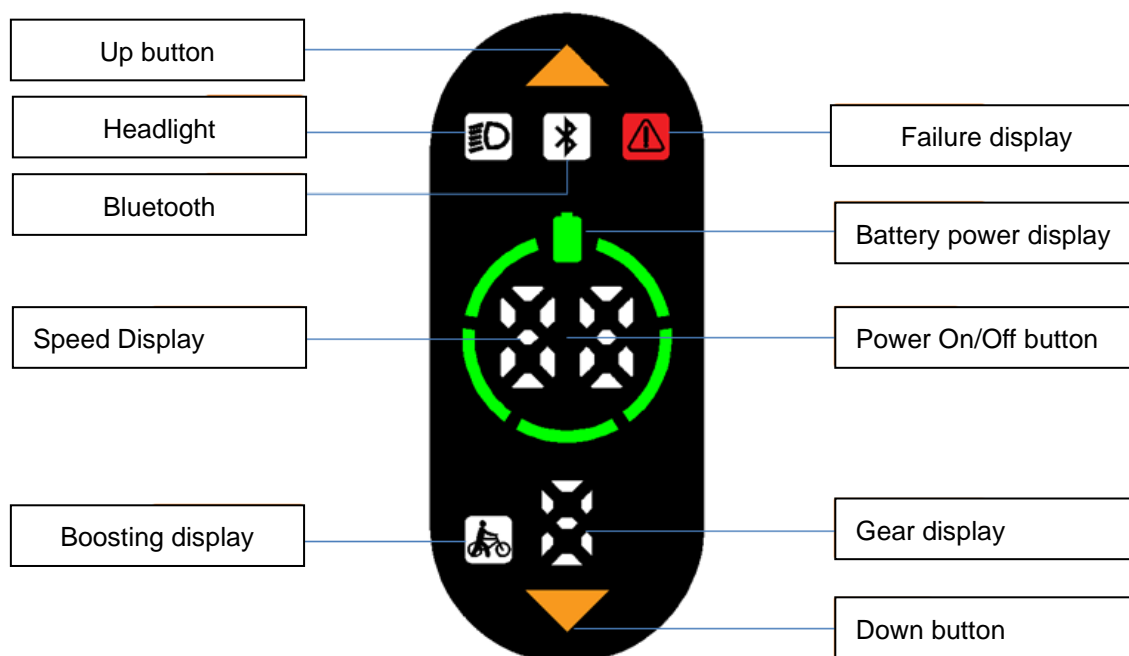 Up button
Headlight
Bluetooth
Speed Display
Boosting display
Failure display
Battery power display
Power On/Off button
Gear display
Down button